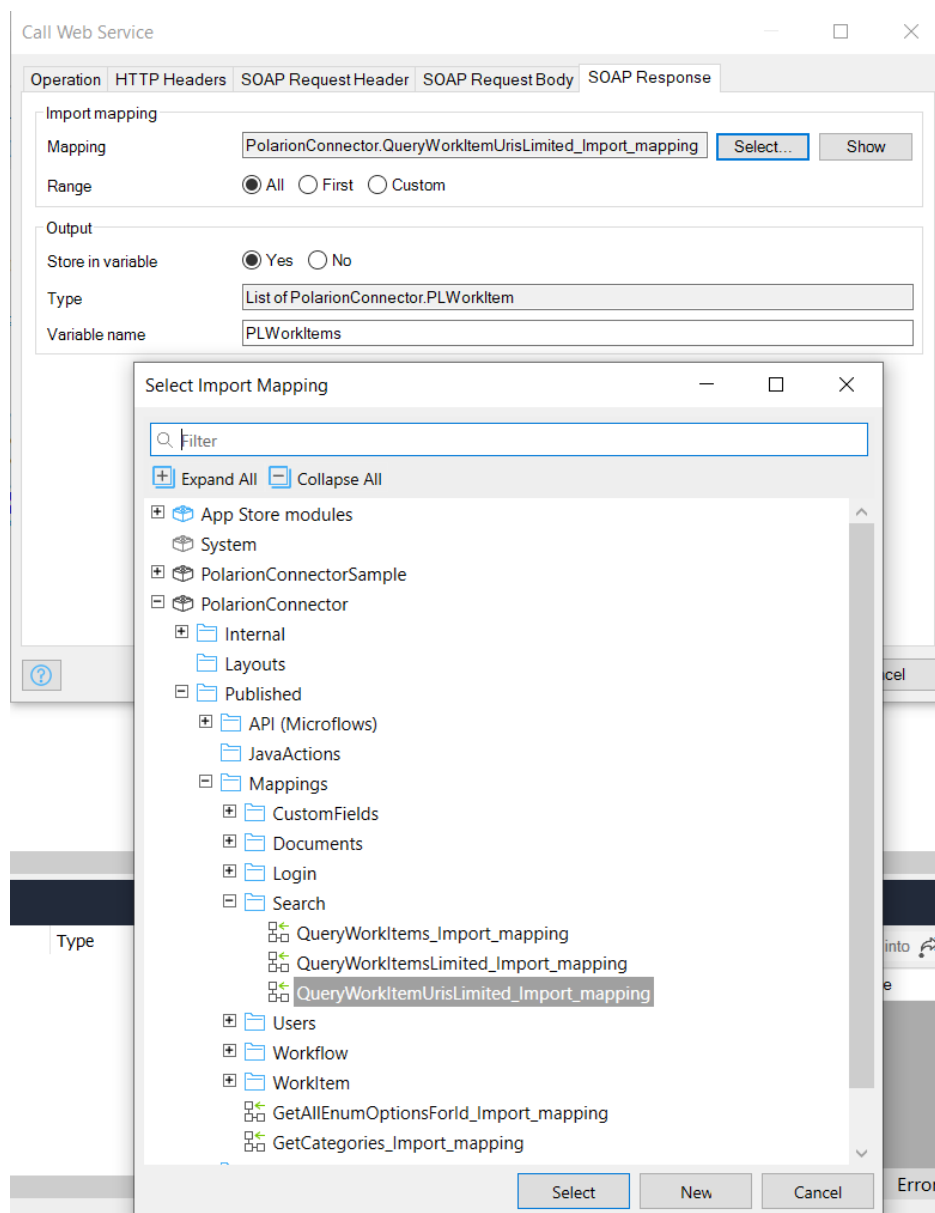 Call Web Service
Operation HTTP Headers SOAP Request Header SOAP Request Body SOAP Response
Import mapping
Mapping PolarionConnector.QueryWorkItemUrisLimited_Import_mapping Select... Show
Range All First Custom
Output
Store in variable Yes No
Type List of PolarionConnector.PLWorkItem
Variable name PLWorkItems
Select Import Mapping
Filter
Expand All Collapse All
App Store modules
System
PolarionConnectorSample
PolarionConnector
Internal
Layouts
?
cel
Published
API (Microflows)
JavaActions
Mappings
CustomFields
Documents
Login
Search
QueryWorkItems_Import_mapping
Type
into
QueryWorkItemsLimited_Import_mapping
QueryWorkItemUrisLimited_Import_mapping
e
Users
Workflow
WorkItem
GetAllEnumOptionsForId_Import_mapping
GetCategories_Import_mapping
Select New Cancel
Error